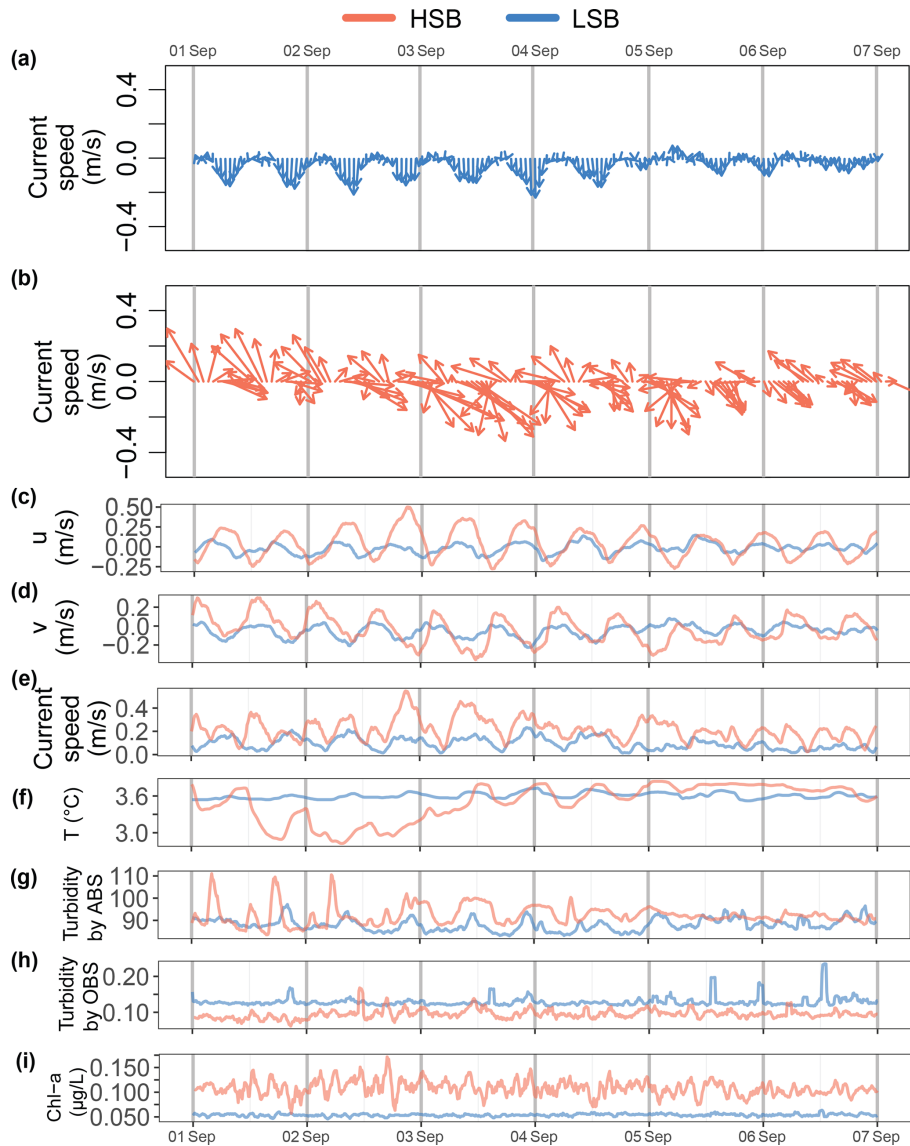 HSB LSB
(a)
01 Sep 02 Sep 03 Sep 04 Sep 05 Sep 06 Sep 07 Sep
Current
speed
(m/s)
0.4
0.0
−0.4
(b)
Current
speed
(m/s)
0.4
0.0
−0.4
(c)
u
(m/s)
0.50
0.25
0.00
−0.25
(d)
v
(m/s)
0.2
0.0
−0.2
(e)
Current
speed
(m/s)
0.4
0.2
0.0
(f)
T (°C)
3.6
3.0
(g)
Turbidity
by ABS
110
100
90
(h)
Turbidity
by OBS
0.20
0.10
(i)
Chl−a
(µg/L)
0.150
0.100
0.050
01 Sep 02 Sep 03 Sep 04 Sep 05 Sep 06 Sep 07 Sep